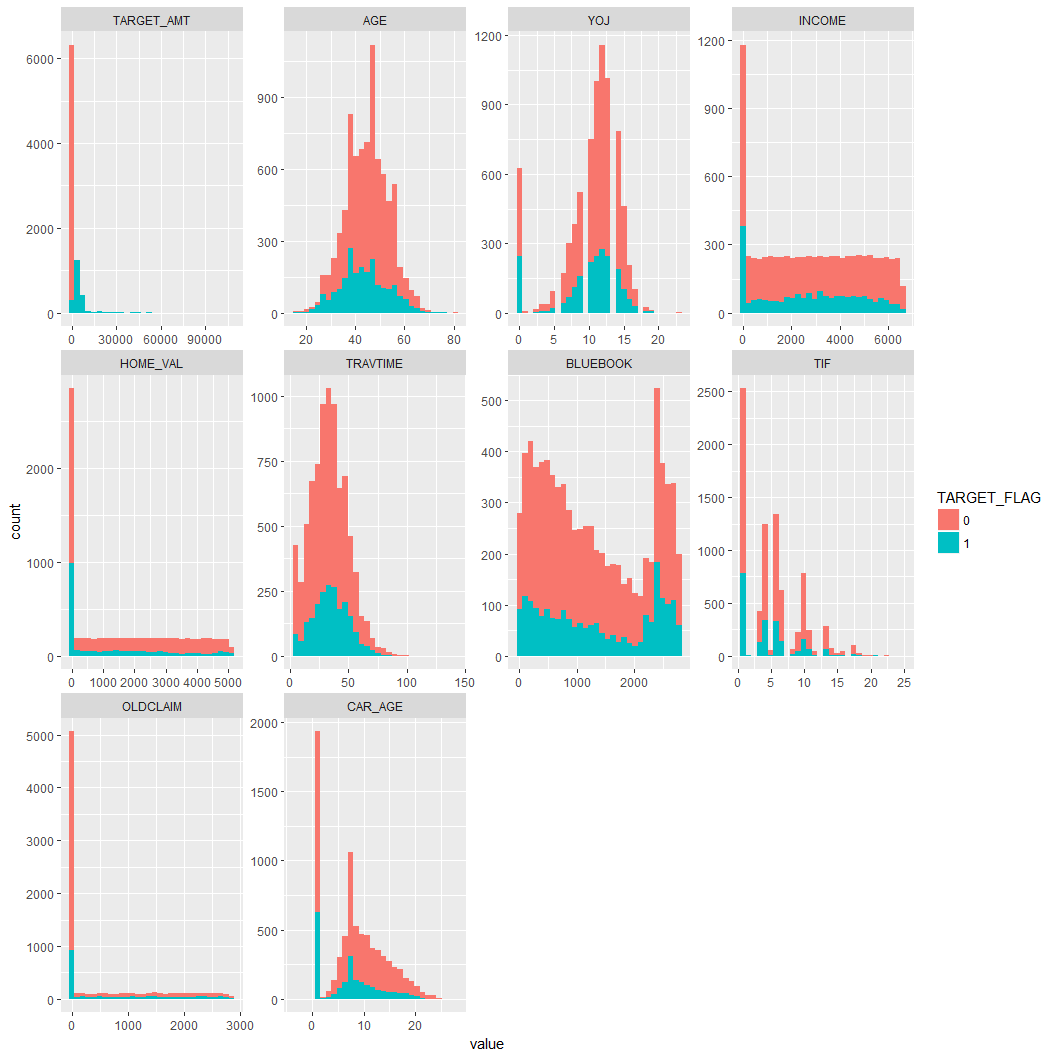 TARGET_AMT
AGE
YOJ
INCOME
6000
4000
2000
0
0 30000 60000 90000
900
600
300
0
20 40 60 80
1200
900
600
300
0
0 5 10 15 20
1200
900
600
300
0
0 2000 4000 6000
HOME_VAL
TRAVTIME
BLUEBOOK
TIF
2000
1000
0
0 1000 2000 3000 4000 5000
1000
750
500
250
0
0 50 100 150
500
400
300
200
100
0
0 1000 2000
2500
2000
1500
1000
500
0
0 5 10 15 20 25
OLDCLAIM
CAR_AGE
5000
4000
3000
2000
1000
0
0 1000 2000 3000
2000
1500
1000
500
0
0 10 20
count
value
TARGET_FLAG
0
1